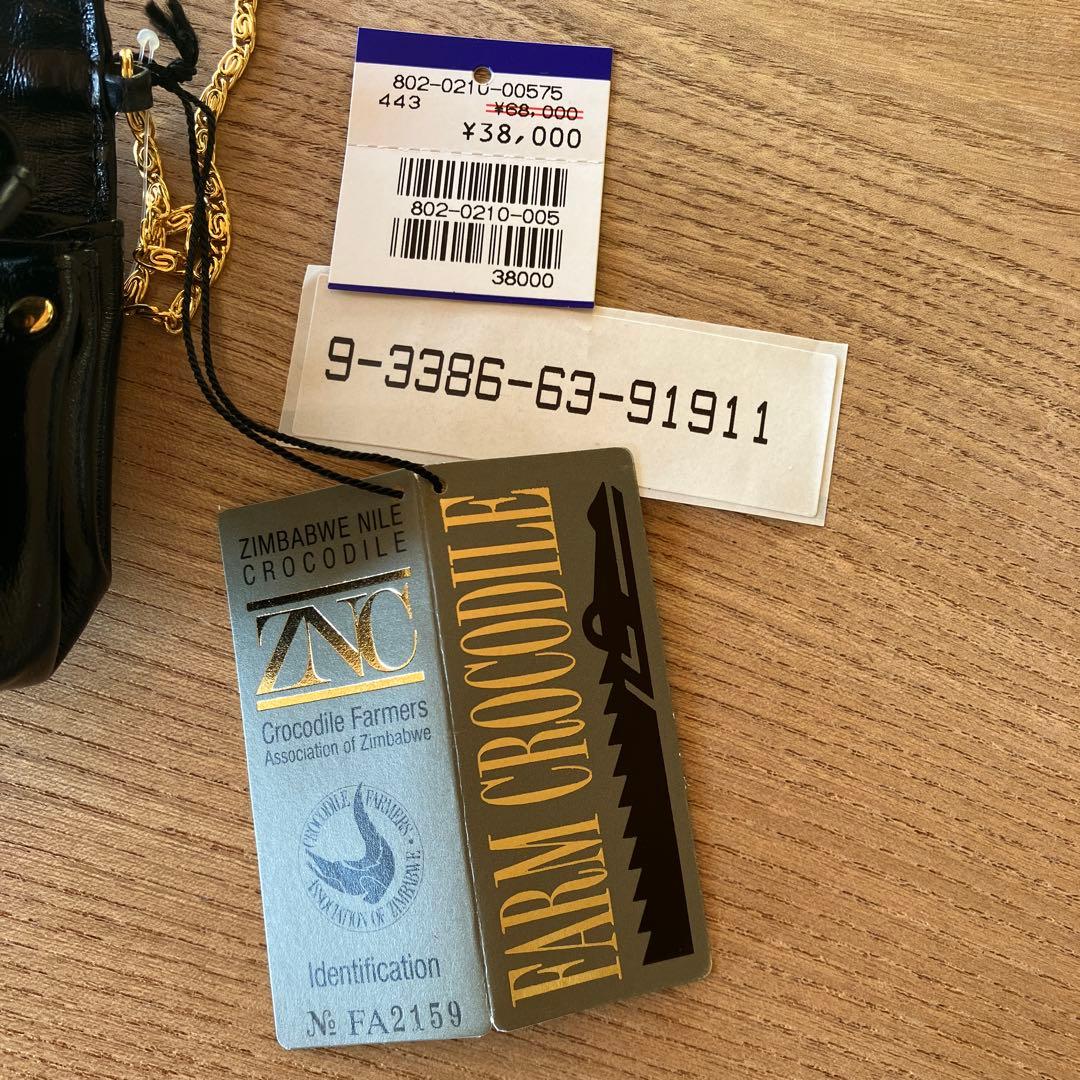 802-0210-00575
443
¥68,000
¥38,000
802-0210-005
38000
9-3386-63-91911
ZIMBABWE NILE
CROCODILE
ZNC
Crocodile Farmers
Association of Zimbabwe
CROCODILE FARMERS •
ASSOCIATION OF ZIMBABWE
Identification
№ FA2159
FARM CROCODILE